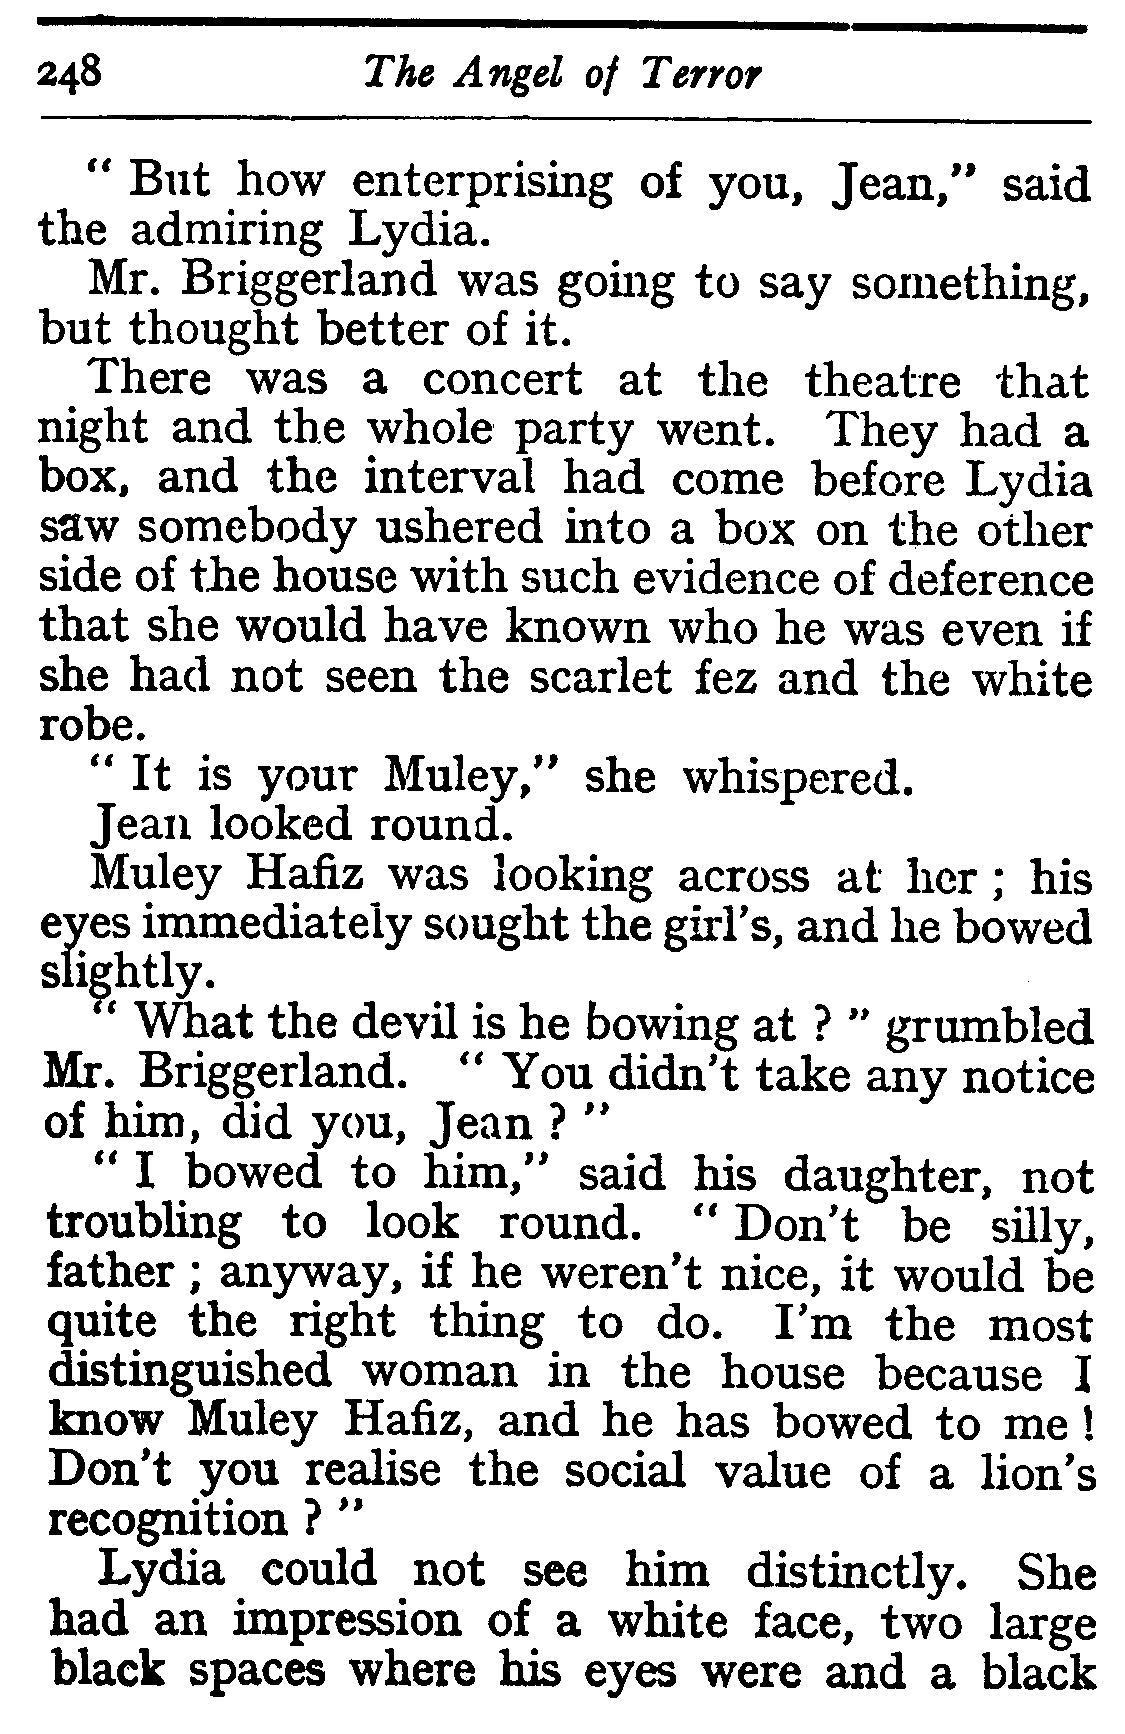 248 The Angel of Terror
“ But how enterprising of you, Jean,” said
the admiring Lydia.
Mr. Briggerland was going to say something,
but thought better of it.
There was a concert at the theatre that
night and the whole party went. They had a
box, and the interval had come before Lydia
saw somebody ushered into a box on the other
side of the house with such evidence of deference
that she would have known who he was even if
she had not seen the scarlet fez and the white
robe.
“ It is your Muley,” she whispered.
Jean looked round.
Muley Hafiz was looking across at her ; his
eyes immediately sought the girl’s, and he bowed
slightly.
“ What the devil is he bowing at ? ” grumbled
Mr. Briggerland. “ You didn’t take any notice
of him, did you, Jean ? ”
“ I bowed to him,” said his daughter, not
troubling to look round. “ Don’t be silly,
father ; anyway, if he weren’t nice, it would be
quite the right thing to do. I’m the most
distinguished woman in the house because I
know Muley Hafiz, and he has bowed to me !
Don’t you realise the social value of a lion’s
recognition ? ”
Lydia could not see him distinctly. She
had an impression of a white face, two large
black spaces where his eyes were and a black